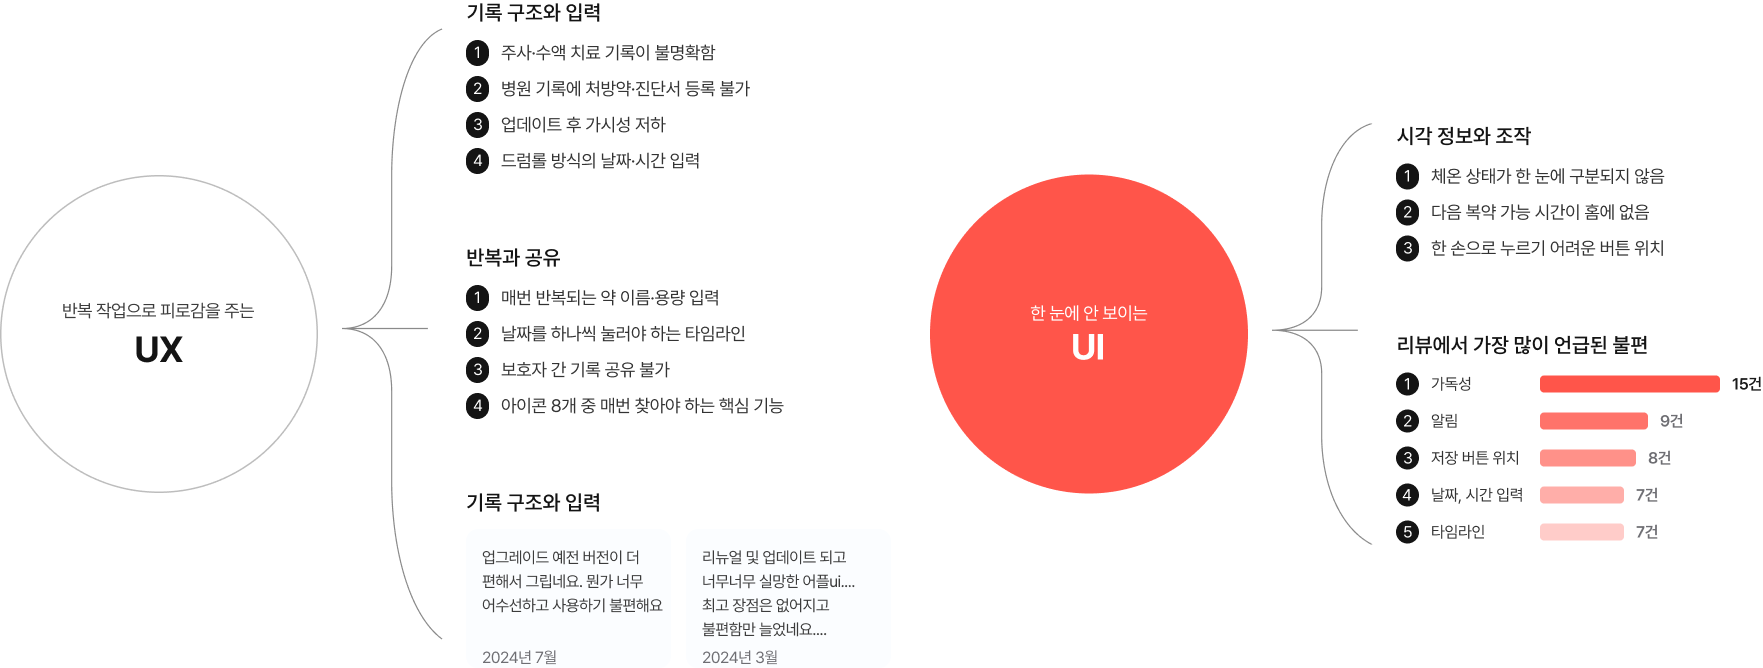 반복 작업으로 피로감을 주는
UX
기록 구조와 입력
1 주사·수액 치료 기록이 불명확함
2 병원 기록에 처방약·진단서 등록 불가
3 업데이트 후 가시성 저하
4 드럼롤 방식의 날짜·시간 입력
반복과 공유
1 매번 반복되는 약 이름·용량 입력
2 날짜를 하나씩 눌러야 하는 타임라인
3 보호자 간 기록 공유 불가
4 아이콘 8개 중 매번 찾아야 하는 핵심 기능
기록 구조와 입력
업그레이드 예전 버전이 더
편해서 그립네요. 뭔가 너무
어수선하고 사용하기 불편해요
2024년 7월
리뉴얼 및 업데이트 되고
너무너무 실망한 어플ui....
최고 장점은 없어지고
불편함만 늘었네요....
2024년 3월
한 눈에 안 보이는
UI
시각 정보와 조작
1 체온 상태가 한 눈에 구분되지 않음
2 다음 복약 가능 시간이 홈에 없음
3 한 손으로 누르기 어려운 버튼 위치
리뷰에서 가장 많이 언급된 불편
1 가독성 15건
2 알림 9건
3 저장 버튼 위치 8건
4 날짜, 시간 입력 7건
5 타임라인 7건